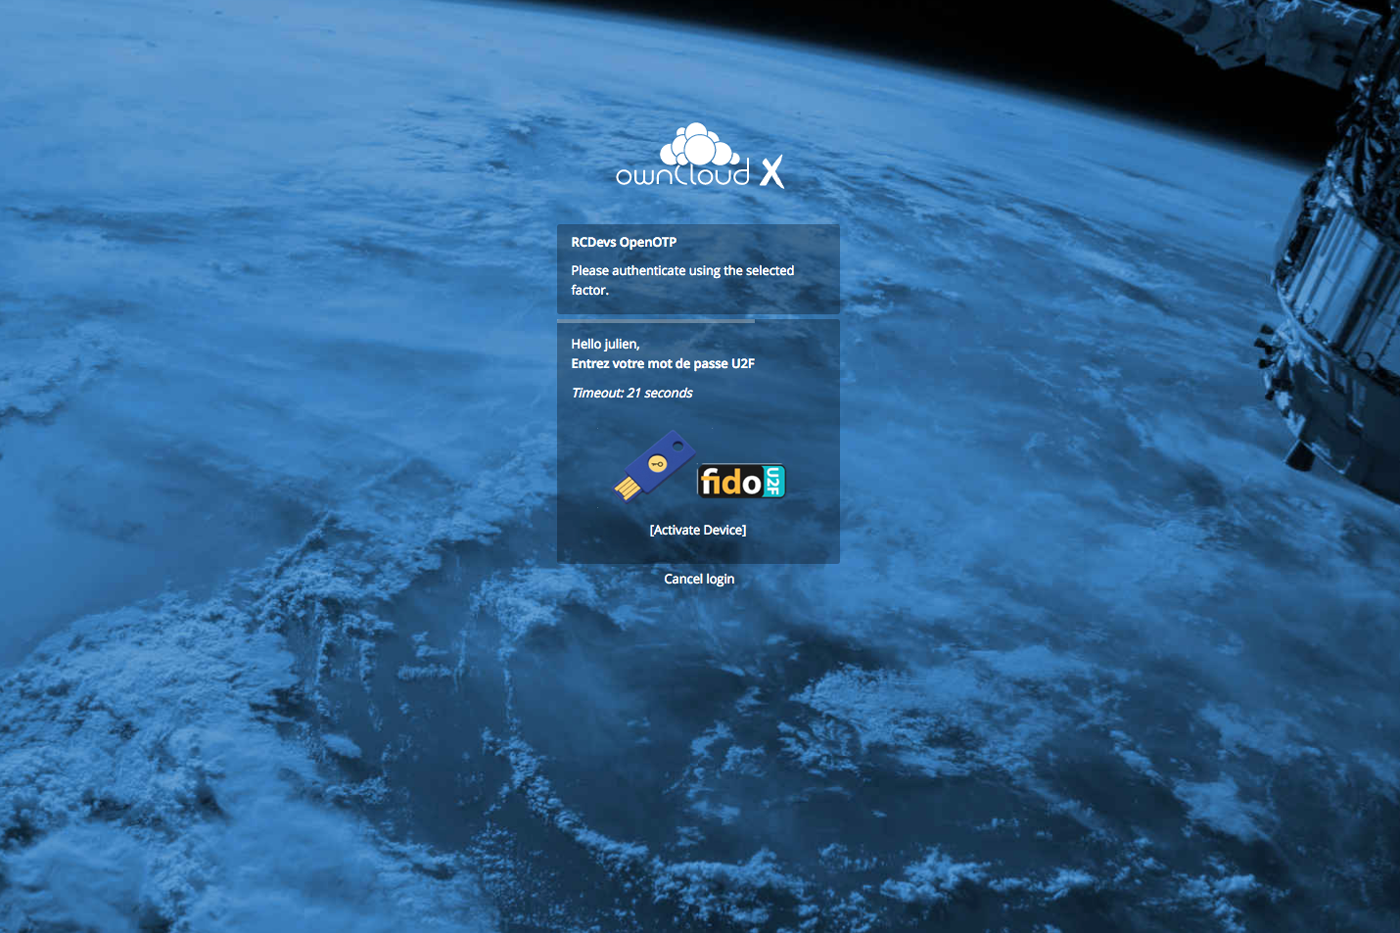 ownCloud X
RCDevs OpenOTP
Please authenticate using the selected
factor.
Hello julien,
Entrez votre mot de passe U2F
Timeout: 21 seconds
fido U2F
[Activate Device]
Cancel login